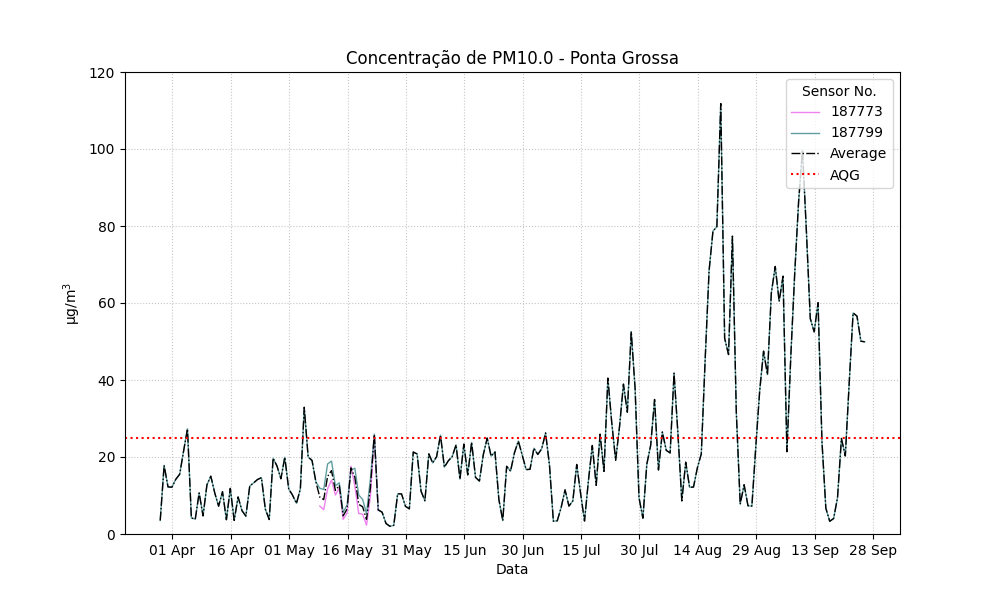 Concentração de PM10.0 - Ponta Grossa
120
100
80
60
40
20
0
µg/m³
Sensor No.
187773
187799
Average
AQG
01 Apr 16 Apr 01 May 16 May 31 May 15 Jun 30 Jun 15 Jul 30 Jul 14 Aug 29 Aug 13 Sep 28 Sep
Data